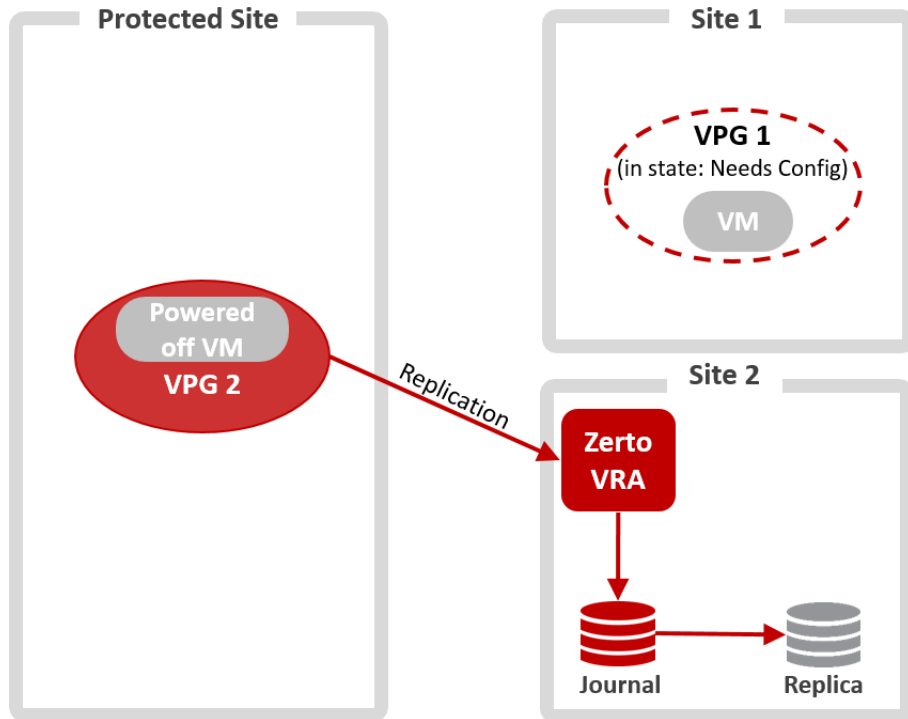 Protected Site
Powered
off VM
VPG 2
Replication
Site 1
VPG 1
(in state: Needs Config)
VM
Site 2
Zerto
VRA
Journal
Replica